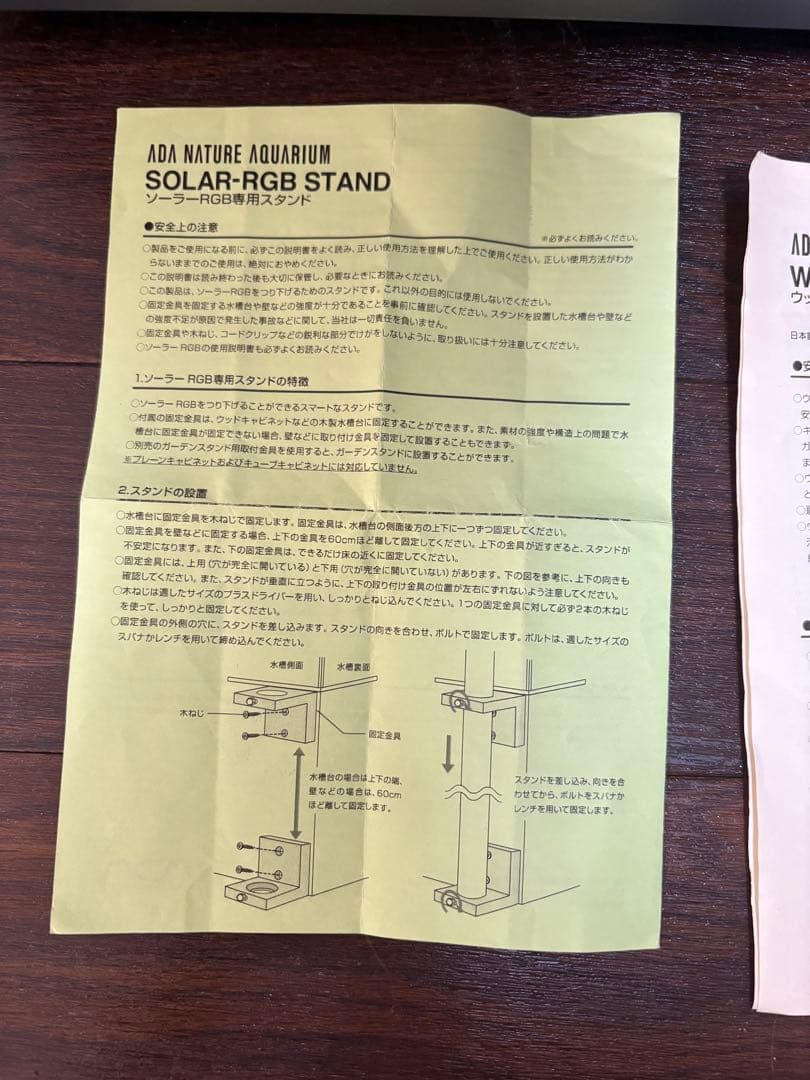 ADA NATURE AQUARIUM
SOLAR-RGB STAND
ソーラーRGB専用スタンド
●安全上の注意
※必ずよくお読みください。
○製品をご使用になる前に、必ずこの説明書をよく読み、正しい使用方法を理解した上でご使用ください。正しい使用方法がわか
らないままでのご使用は、絶対におやめください。
○この説明書は読み終わった後も大切に保管し、必要なときにお読みください。
○この製品は、ソーラーRGBをつり下げるためのスタンドです。これ以外の目的には使用しないでください。
○固定金具を固定する水槽台や壁などの強度が十分であることを事前に確認してください。スタンドを設置した水槽台や壁など
の強度不足が原因で発生した事故などに関して、当社は一切責任を負いません。
○固定金具や木ねじ、コードクリップなどの鋭利な部分でけがをしないように、取り扱いには十分注意してください。
○ソーラーRGBの使用説明書も必ずよくお読みください。
1.ソーラーRGB専用スタンドの特徴
○ソーラーRGBをつり下げることができるスマートなスタンドです。
○付属の固定金具は、ウッドキャビネットなどの木製水槽台に固定することができます。また、素材の強度や構造上の問題で水
槽台に固定金具が固定できない場合、壁などに取り付け金具を固定して設置することもできます。
○別売のガーデンスタンド用取付金具を使用すると、ガーデンスタンドに設置することができます。
※プレーンキャビネットおよびキューブキャビネットには対応していません。
2.スタンドの設置
○水槽台に固定金具を木ねじで固定します。固定金具は、水槽台の側面後方の上下に一つずつ固定してください。
○固定金具を壁などに固定する場合、上下の金具を60cmほど離して固定してください。上下の金具が近すぎると、スタンドが
不安定になります。また、下の固定金具は、できるだけ床の近くに固定してください。
○固定金具には、上用(穴が完全に開いている)と下用(穴が完全に開いていない)があります。下の図を参考に、上下の向きも
確認してください。また、スタンドが垂直に立つように、上下の取り付け金具の位置が左右にずれないよう注意してください。
○木ねじは適したサイズのプラスドライバーを用い、しっかりとねじ込んでください。1つの固定金具に対して必ず2本の木ねじ
を使って、しっかりと固定してください。
○固定金具の外側の穴に、スタンドを差し込みます。スタンドの向きを合わせ、ボルトで固定します。ボルトは、適したサイズの
スパナかレンチを用いて締め込んでください。
水槽側面
水槽裏面
木ねじ
固定金具
水槽台の場合は上下の端、
壁などの場合は、60cm
ほど離して固定します。
スタンドを差し込み、向きを合
わせてから、ボルトをスパナか
レンチを用いて固定します。
AD
W
ウッ
日本語
●安